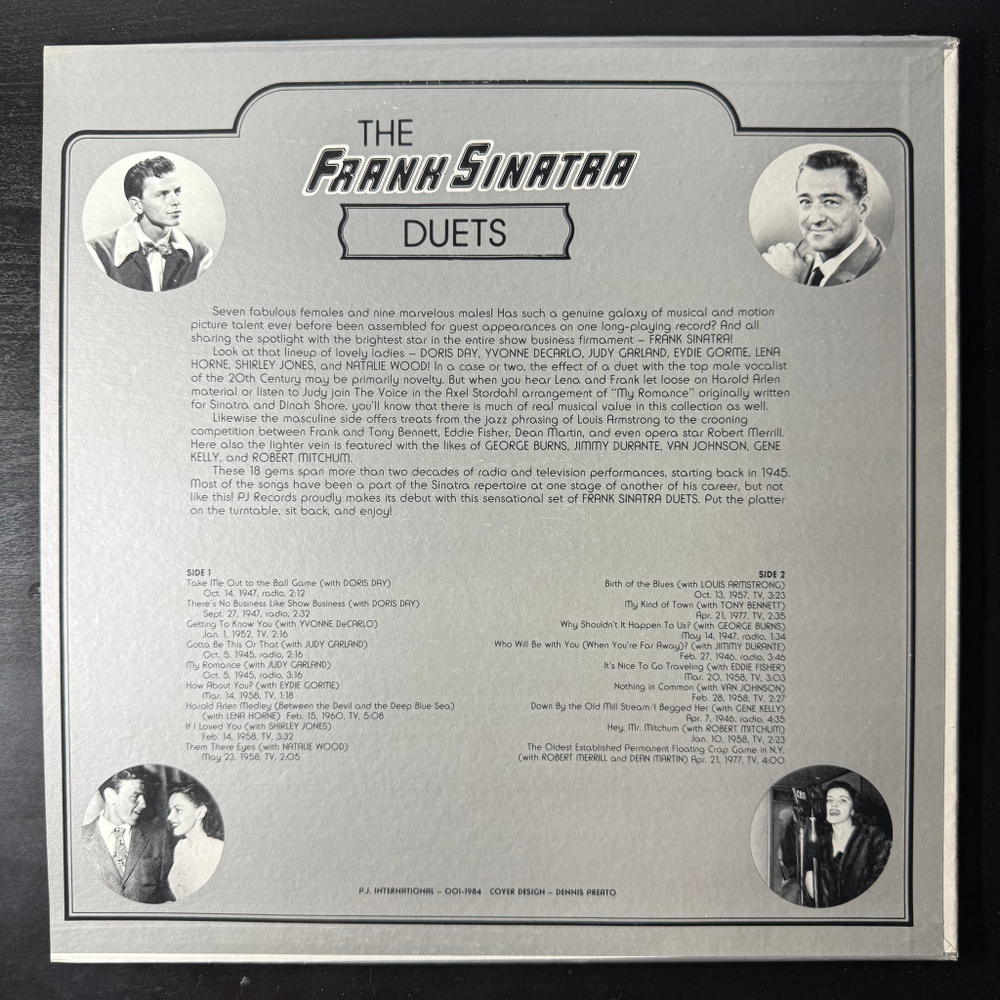 THE
FRANK SINATRA
DUETS
Seven fabulous females and nine marvelous males! Has such a genuine galaxy of musical and motion
picture talent ever before been assembled for guest appearances on one long-playing record? And all
sharing the spotlight with the brightest star in the entire show business firmament – FRANK SINATRA!
Look at that lineup of lovely ladies – DORIS DAY, YVONNE DECARLO, JUDY GARLAND, EYDIE GORME, LENA
HORNE, SHIRLEY JONES, and NATALIE WOOD! In a case or two, the effect of a duet with the top male vocalist
of the 20th Century may be primarily novelty. But when you hear Lena and Frank let loose on Harold Arlen
material or listen to Judy join The Voice in the Axel Stordahl arrangement of "My Romance" originally written
for Sinatra and Dinah Shore, you'll know that there is much of real musical value in this collection as well.
Likewise the masculine side offers treats from the jazz phrasing of Louis Armstrong to the crooning
competition between Frank and Tony Bennett, Eddie Fisher, Dean Martin, and even opera star Robert Merrill.
Here also the lighter vein is featured with the likes of GEORGE BURNS, JIMMY DURANTE, VAN JOHNSON, GENE
KELLY, and ROBERT MITCHUM.
These 18 gems span more than two decades of radio and television performances, starting back in 1945.
Most of the songs have been a part of the Sinatra repertoire at one stage of another of his career, but not
like this! PJ Records proudly makes its debut with this sensational set of FRANK SINATRA DUETS. Put the platter
on the turntable, sit back, and enjoy!
SIDE 1
Take Me Out to the Ball Game (with DORIS DAY)
Oct. 14, 1947, radio, 2:12
There's No Business Like Show Business (with DORIS DAY)
Sept. 27, 1947, radio, 2:32
Getting To Know You (with YVONNE DeCARLO)
Jan. 1, 1952, TV, 2:16
Gotta Be This Or That (with JUDY GARLAND)
Oct. 5, 1945, radio, 2:16
My Romance (with JUDY GARLAND)
Oct. 5, 1945, radio, 3:16
How About You? (with EYDIE GORME)
Mar. 14, 1958, TV, 1:18
Harold Arlen Medley (Between the Devil and the Deep Blue Sea)
(with LENA HORNE) Feb. 15, 1960, TV, 5:08
If I Loved You (with SHIRLEY JONES)
Feb. 14, 1958, TV, 3:32
Them There Eyes (with NATALIE WOOD)
May 23, 1958, TV, 2:05
SIDE 2
Birth of the Blues (with LOUIS ARMSTRONG)
Oct. 13, 1957, TV, 3:23
My Kind of Town (with TONY BENNETT)
Apr. 21, 1977, TV, 2:35
Why Shouldn't It Happen To Us? (with GEORGE BURNS)
May 14, 1947, radio, 1:34
Who Will Be with You (When You're Far Away)? (with JIMMY DURANTE)
Feb. 27, 1946, radio, 3:46
It's Nice To Go Traveling (with EDDIE FISHER)
Mar. 20, 1958, TV, 3:03
Nothing in Common (with VAN JOHNSON)
Feb. 28, 1958, TV, 2:27
Down By the Old Mill Stream/I Begged Her (with GENE KELLY)
Apr. 7, 1946, radio, 4:35
Hey, Mr. Mitchum (with ROBERT MITCHUM)
Jan. 10, 1958, TV, 2:23
The Oldest Established Permanent Floating Crap Game in N.Y.
(with ROBERT MERRILL and DEAN MARTIN) Apr. 21, 1977, TV, 4:00
CBS
P.J. INTERNATIONAL – 001-1984 COVER DESIGN – DENNIS PREATO